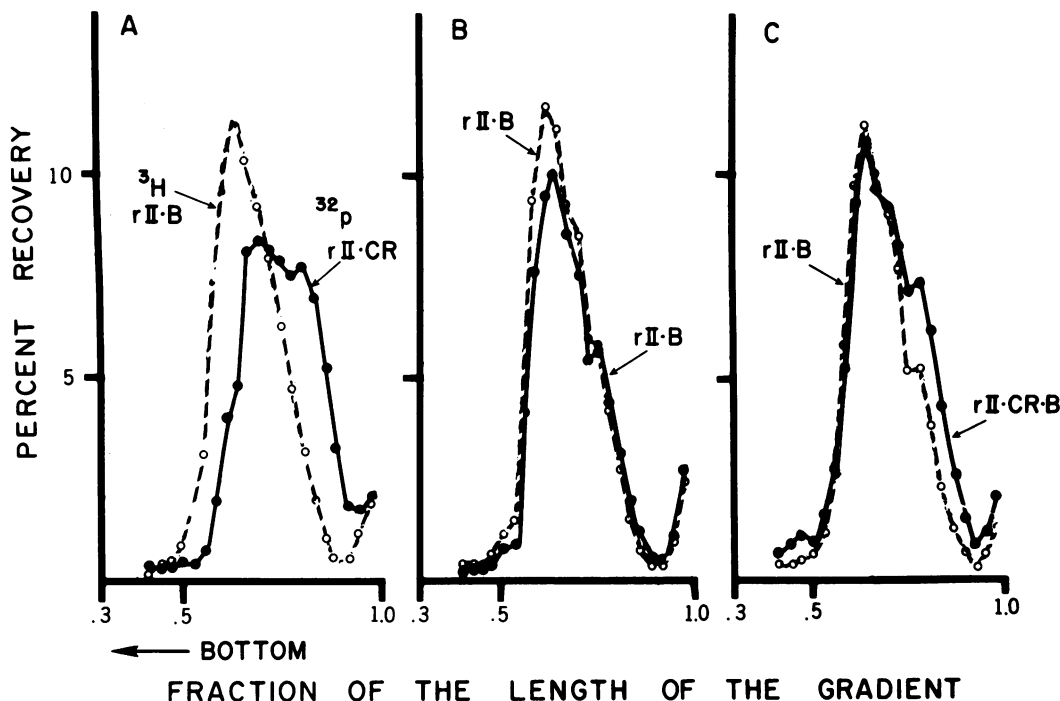 A
B
C
PERCENT RECOVERY
10
5
³H
rII·B
³²p
rII·CR
rII·B
rII·B
rII·B
rII·CR·B
.3 .5 1.0
.3 .5 1.0
.3 .5 1.0
BOTTOM
FRACTION OF THE LENGTH OF THE GRADIENT